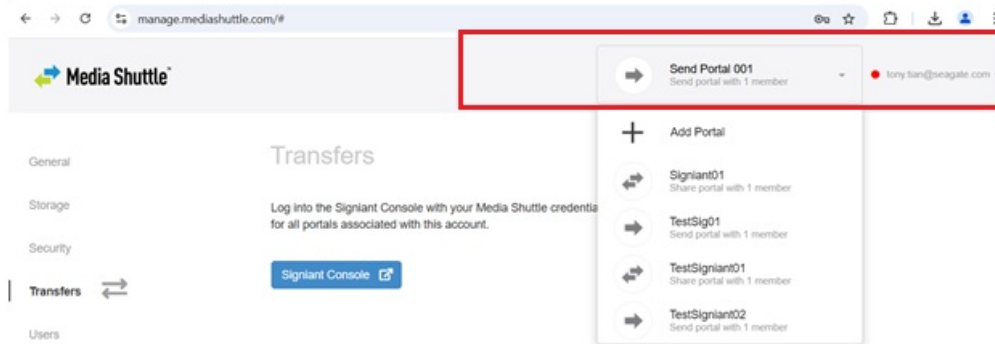 manage.mediashuttle.com/#
Media Shuttle™
Send Portal 001
Send portal with 1 member
tony.tian@seagate.com
Add Portal
General
Transfers
Signiant01
Share portal with 1 member
Storage
Log into the Signiant Console with your Media Shuttle credentia
for all portals associated with this account.
TestSig01
Send portal with 1 member
Security
Signiant Console
TestSigniant01
Share portal with 1 member
Transfers
TestSigniant02
Send portal with 1 member
Users